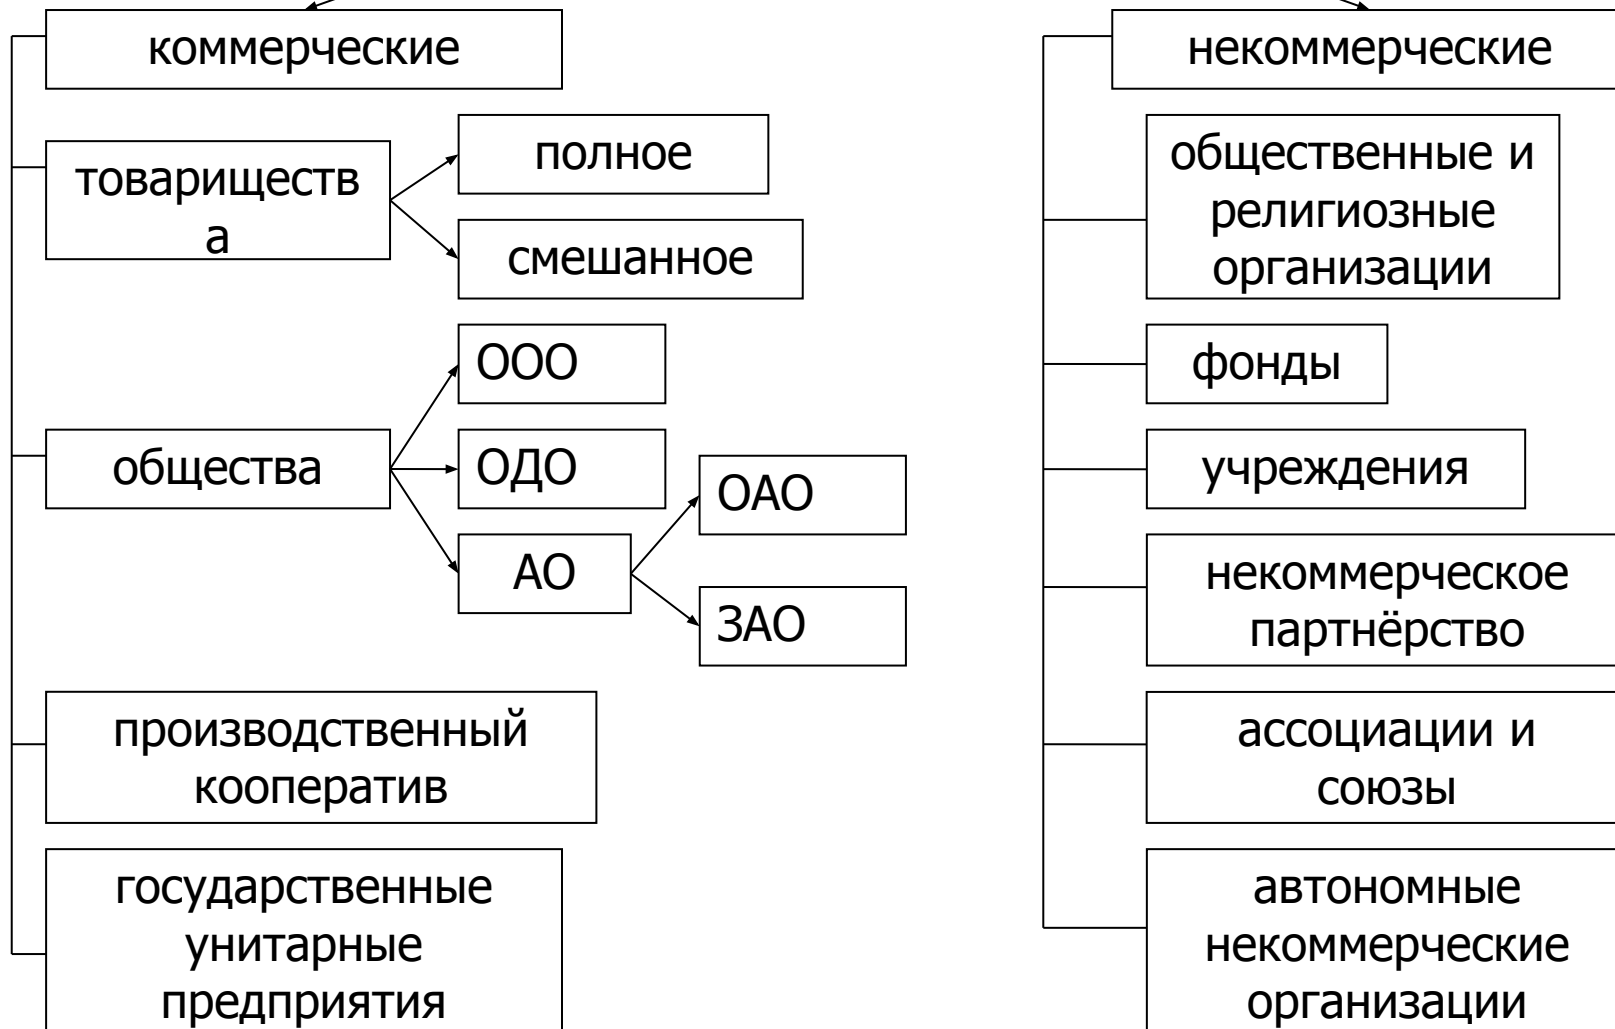 коммерческие
товариществ
а
полное
смешанное
общества
ООО
ОДО
АО
ОАО
ЗАО
производственный
кооператив
государственные
унитарные
предприятия
некоммерческие
общественные и
религиозные
организации
фонды
учреждения
некоммерческое
партнёрство
ассоциации и
союзы
автономные
некоммерческие
организации